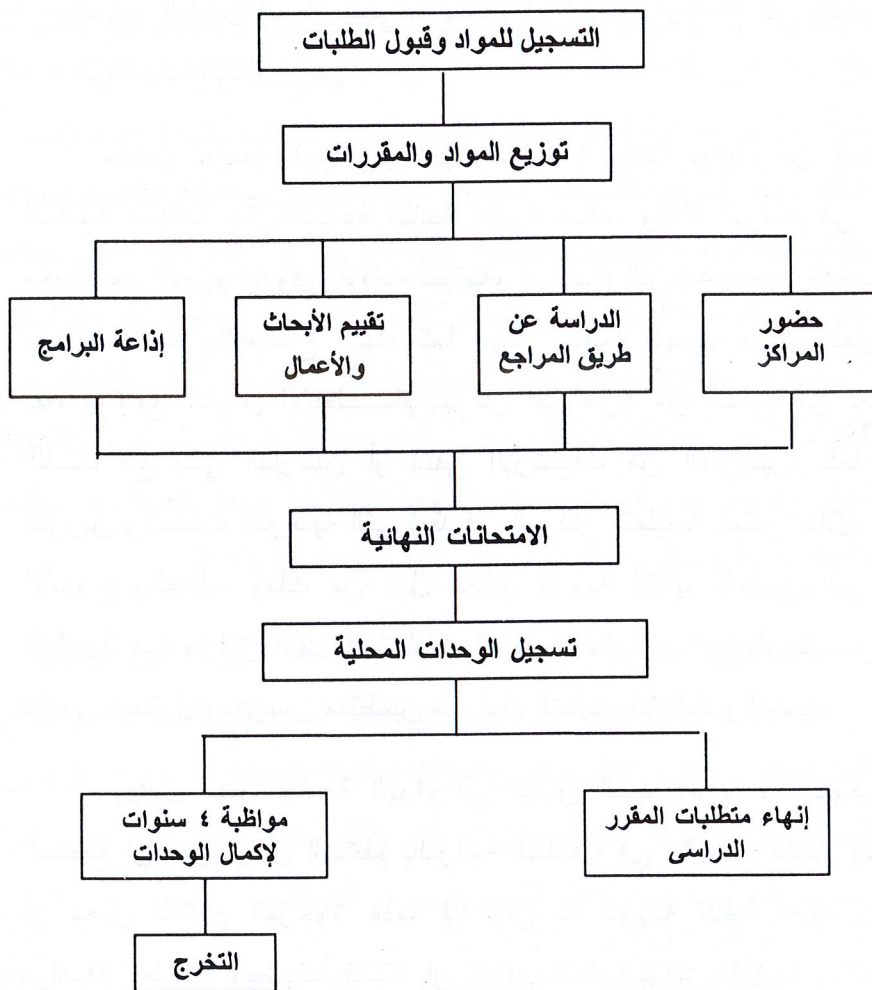 التسجيل للمواد وقبول الطلبات
توزيع المواد والمقررات
حضور
المراكز
الدراسة عن
طريق المراجع
تقييم الأبحاث
والأعمال
إذاعة البرامج
الامتحانات النهائية
تسجيل الوحدات المحلية
إنهاء متطلبات المقرر
الدراسى
مواظبة ٤ سنوات
لإكمال الوحدات
التخرج